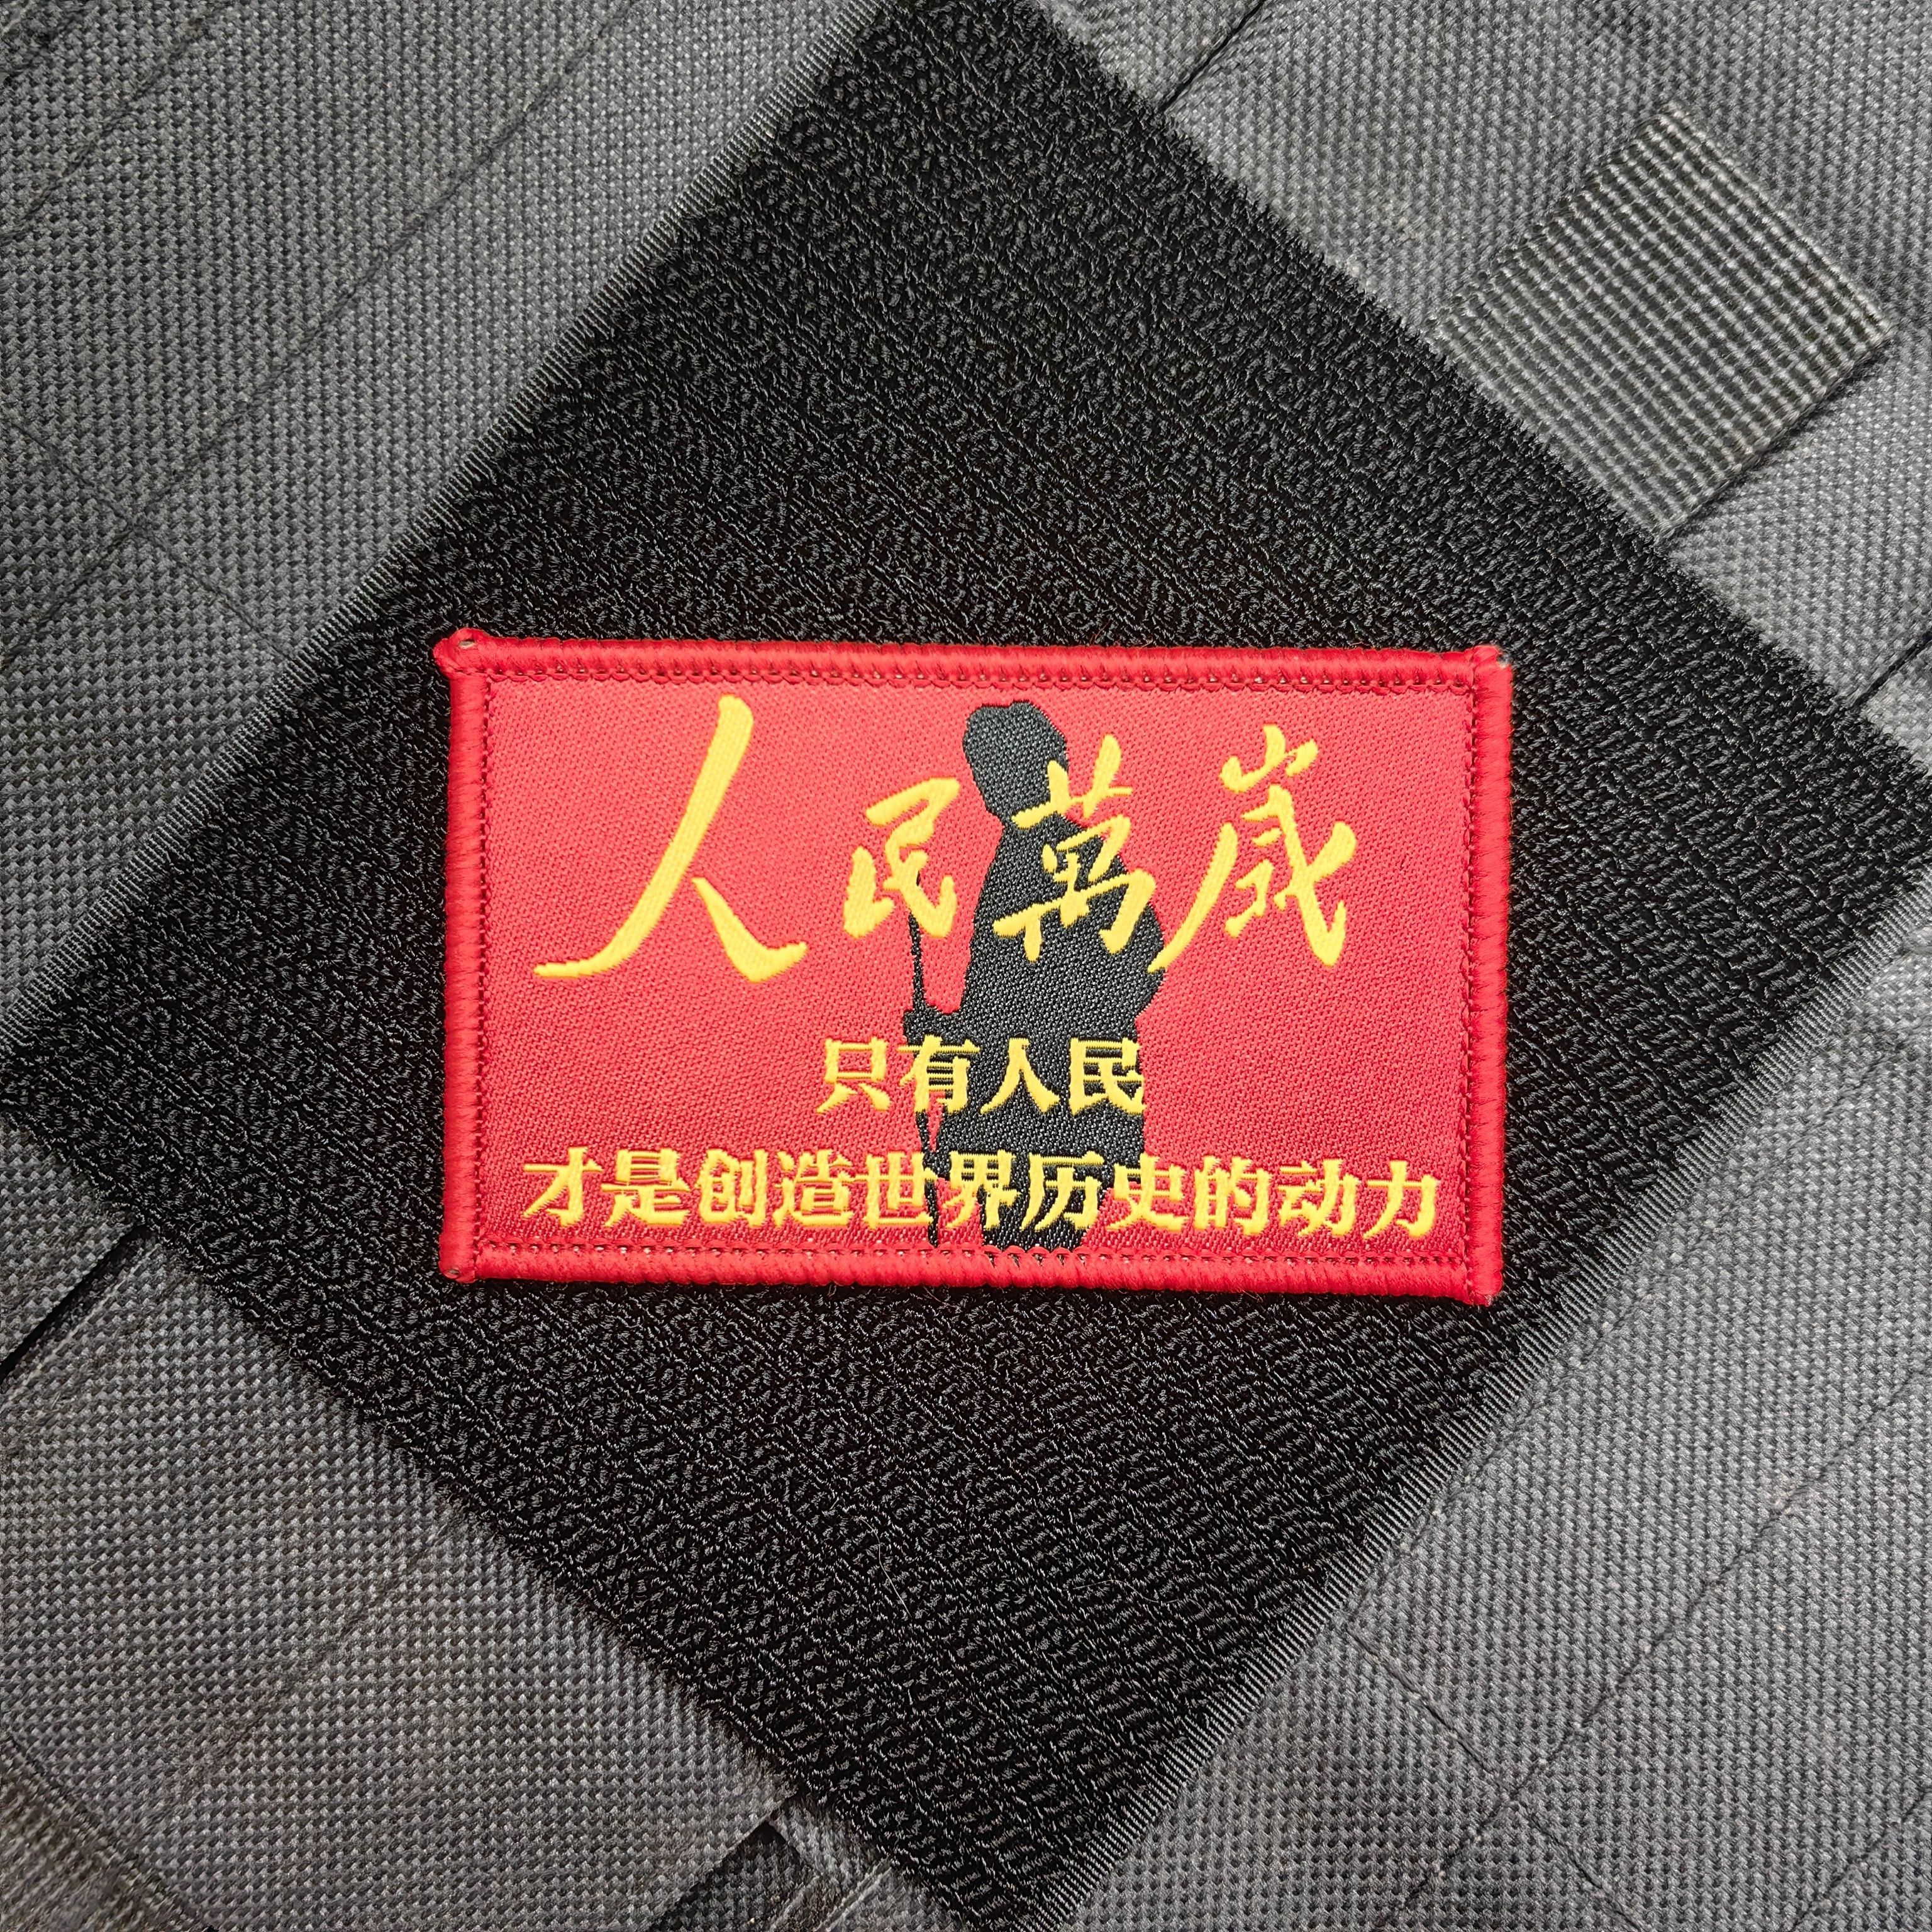 人民萬歲
只有人民
才是创造世界历史的动力